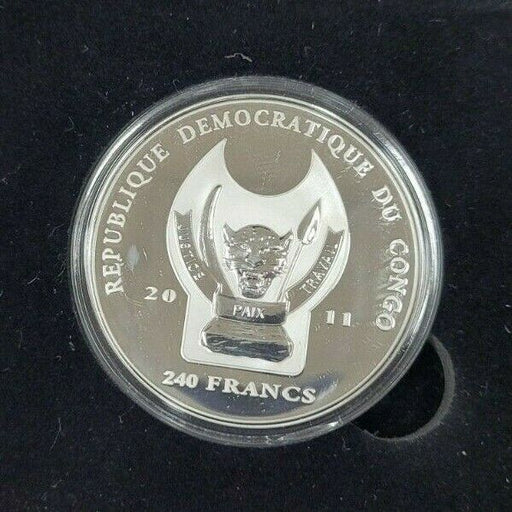 REPUBLIQUE DEMOCRATIQUE DU CONGO
JUSTICE
TRAVAIL
20 11
PAIX
240 FRANCS